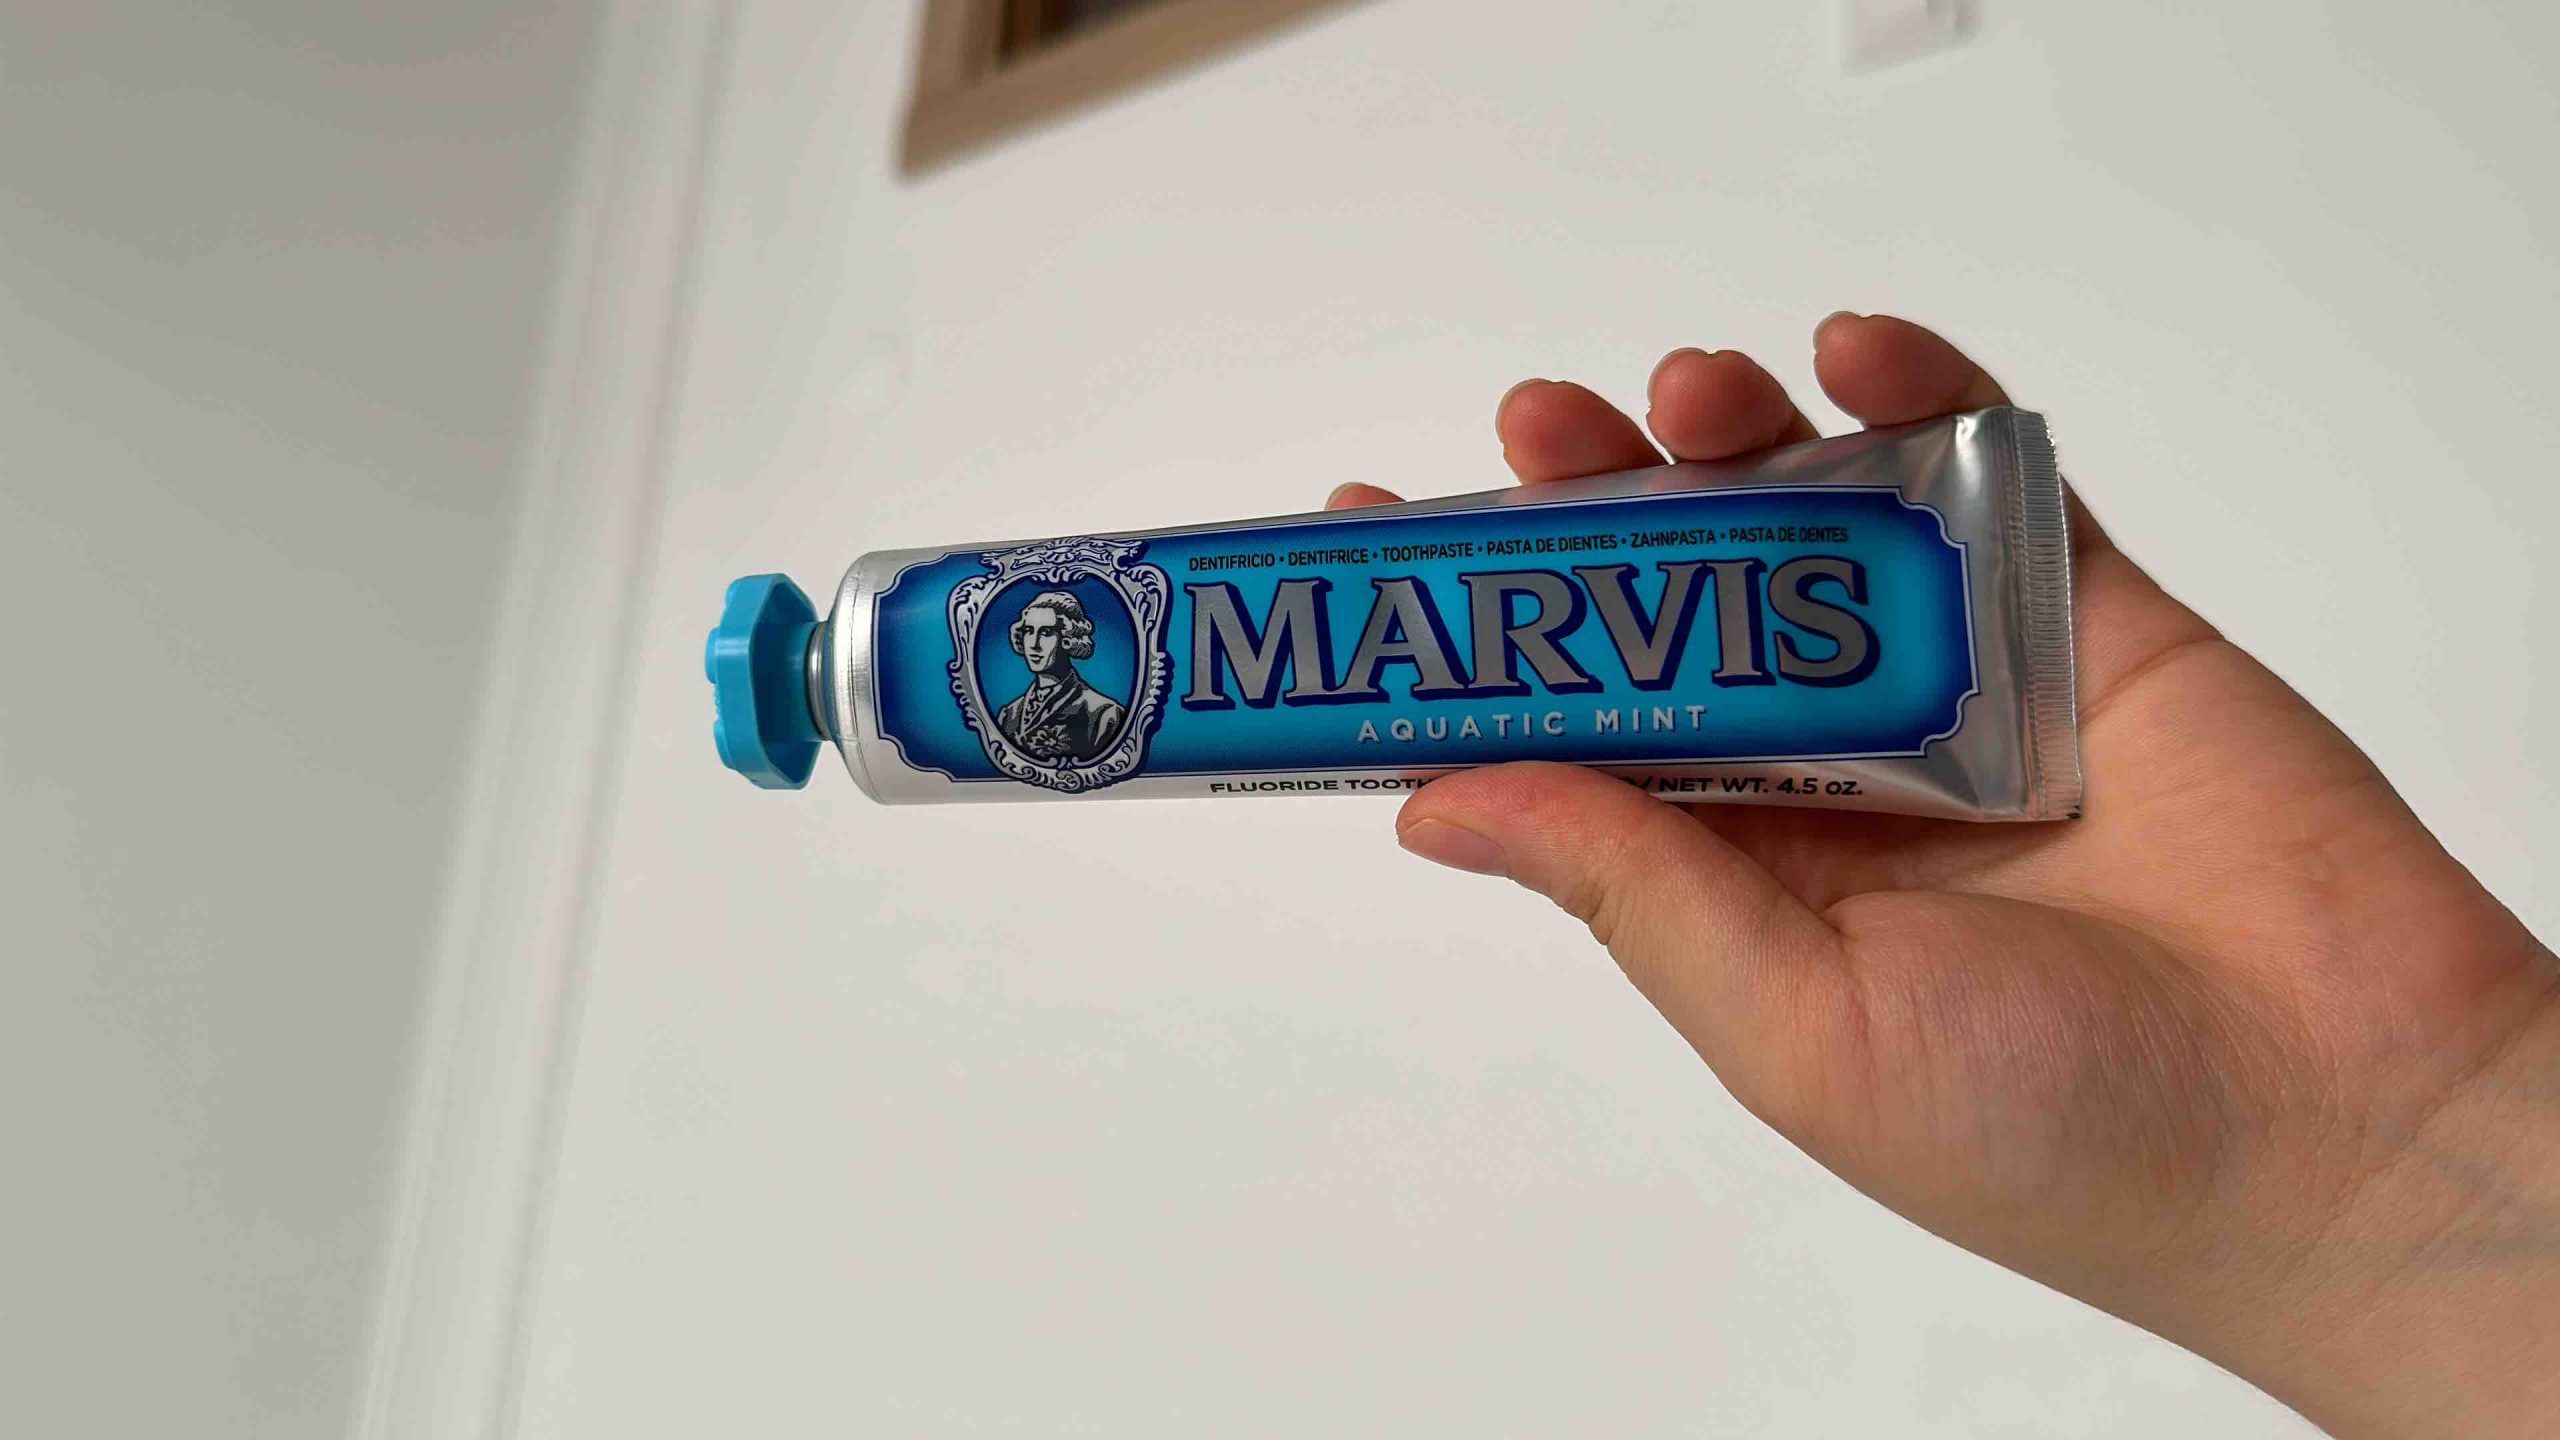 DENTIFRICIO • DENTIFRICE • TOOTHPASTE • PASTA DE DIENTES • ZAHNPASTA • PASTA DE DENTES
MARVIS
AQUATIC MINT
FLUORIDE / NET WT. 4.5 OZ.